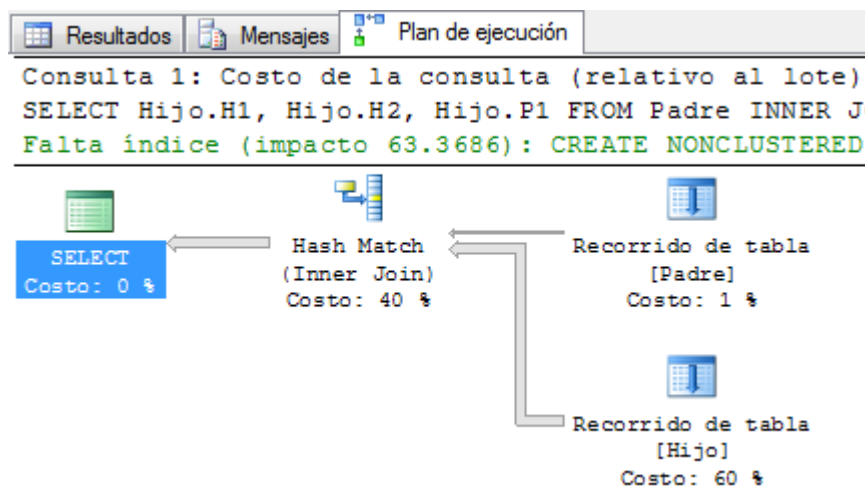 Resultados Mensajes Plan de ejecución
Consulta 1: Costo de la consulta (relativo al lote)
SELECT Hijo.H1, Hijo.H2, Hijo.P1 FROM Padre INNER J
Falta índice (impacto 63.3686): CREATE NONCLUSTERED
SELECT
Costo: 0 %
Hash Match
(Inner Join)
Costo: 40 %
Recorrido de tabla
[Padre]
Costo: 1 %
Recorrido de tabla
[Hijo]
Costo: 60 %